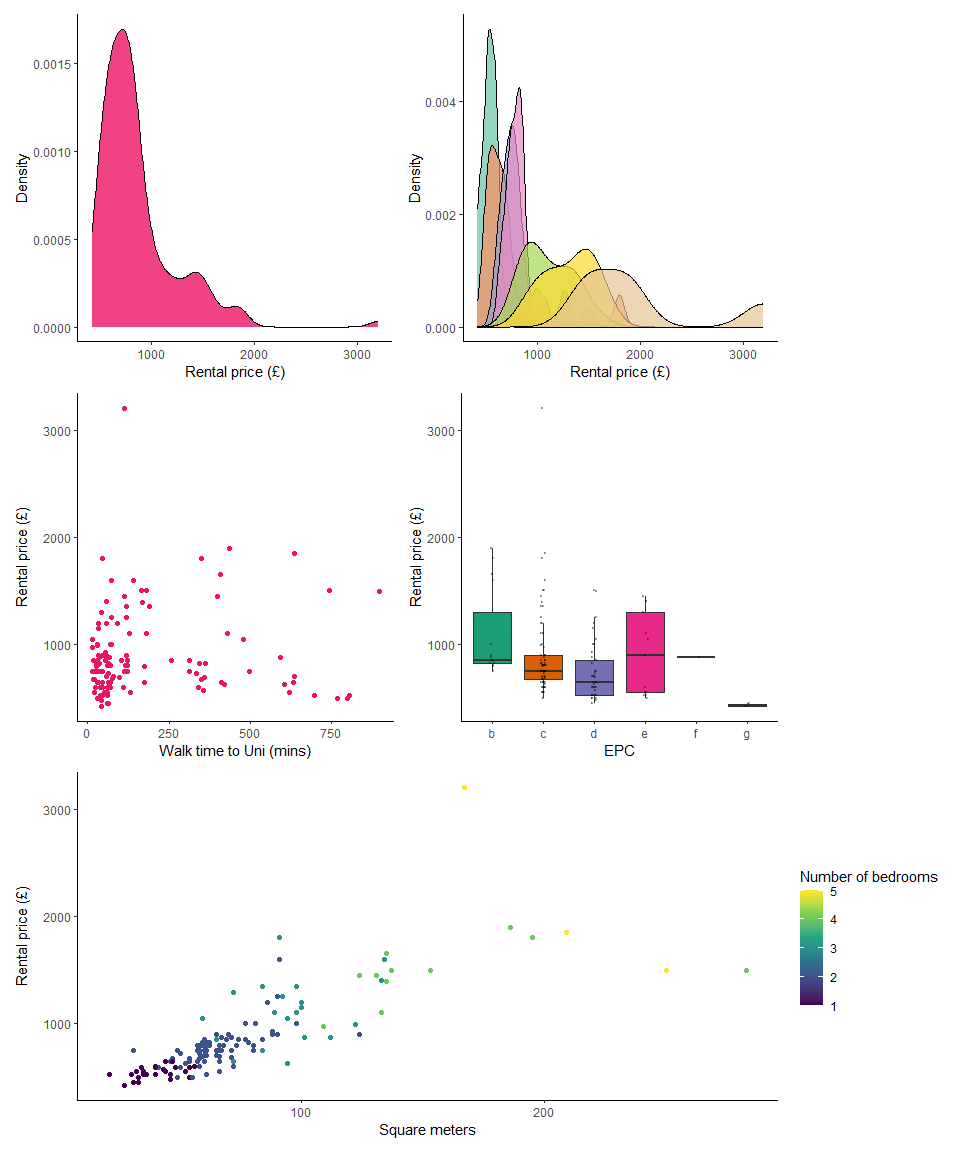 0.0015
0.0010
0.0005
0.0000
Density
1000 2000 3000
Rental price (£)
0.004
0.002
0.000
Density
1000 2000 3000
Rental price (£)
3000
2000
1000
Rental price (£)
0 250 500 750
Walk time to Uni (mins)
3000
2000
1000
Rental price (£)
b c d e f g
EPC
3000
2000
1000
Rental price (£)
100 200
Square meters
Number of bedrooms
5
4
3
2
1